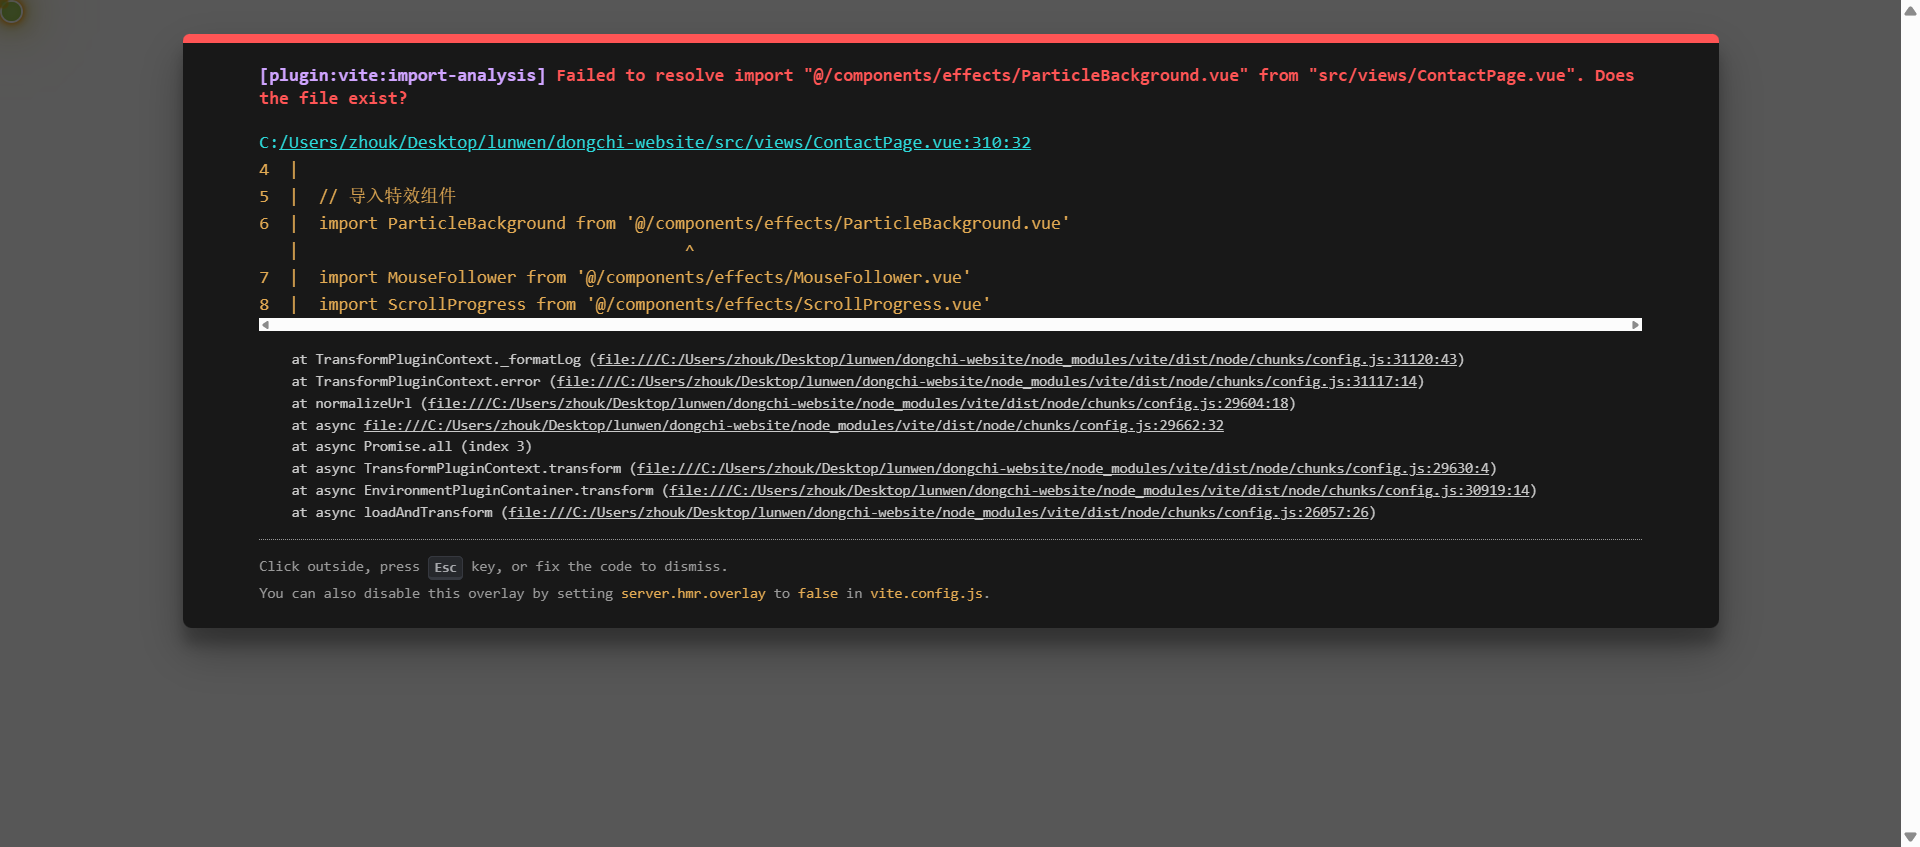 [plugin:vite:import-analysis] Failed to resolve import "@/components/effects/ParticleBackground.vue" from "src/views/ContactPage.vue". Does
the file exist?
C:/Users/zhouk/Desktop/lunwen/dongchi-website/src/views/ContactPage.vue:310:32
4  |
5  |  // 导入特效组件
6  |  import ParticleBackground from '@/components/effects/ParticleBackground.vue'
   |                                       ^
7  |  import MouseFollower from '@/components/effects/MouseFollower.vue'
8  |  import ScrollProgress from '@/components/effects/ScrollProgress.vue'
at TransformPluginContext._formatLog (file:///C:/Users/zhouk/Desktop/lunwen/dongchi-website/node_modules/vite/dist/node/chunks/config.js:31120:43)
at TransformPluginContext.error (file:///C:/Users/zhouk/Desktop/lunwen/dongchi-website/node_modules/vite/dist/node/chunks/config.js:31117:14)
at normalizeUrl (file:///C:/Users/zhouk/Desktop/lunwen/dongchi-website/node_modules/vite/dist/node/chunks/config.js:29604:18)
at async file:///C:/Users/zhouk/Desktop/lunwen/dongchi-website/node_modules/vite/dist/node/chunks/config.js:29662:32
at async Promise.all (index 3)
at async TransformPluginContext.transform (file:///C:/Users/zhouk/Desktop/lunwen/dongchi-website/node_modules/vite/dist/node/chunks/config.js:29630:4)
at async EnvironmentPluginContainer.transform (file:///C:/Users/zhouk/Desktop/lunwen/dongchi-website/node_modules/vite/dist/node/chunks/config.js:30919:14)
at async loadAndTransform (file:///C:/Users/zhouk/Desktop/lunwen/dongchi-website/node_modules/vite/dist/node/chunks/config.js:26057:26)
Click outside, press Esc key, or fix the code to dismiss.
You can also disable this overlay by setting server.hmr.overlay to false in vite.config.js.